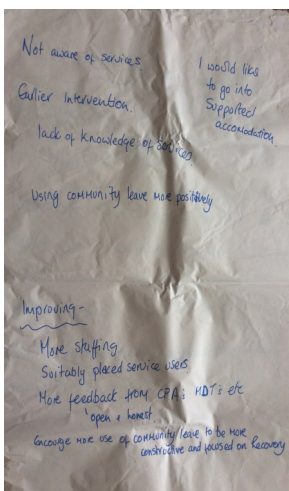 Not aware of services
I would like
to go into
Supported
accomodation
Earlier Intervention.
lack of knowledge of services
Using community leave more positively
Improving -
More staffing
Suitably placed service users
More feedback from CPA's MDT's etc
open & honest
Encourage more use of community leave to be more
constructive and focused on Recovery